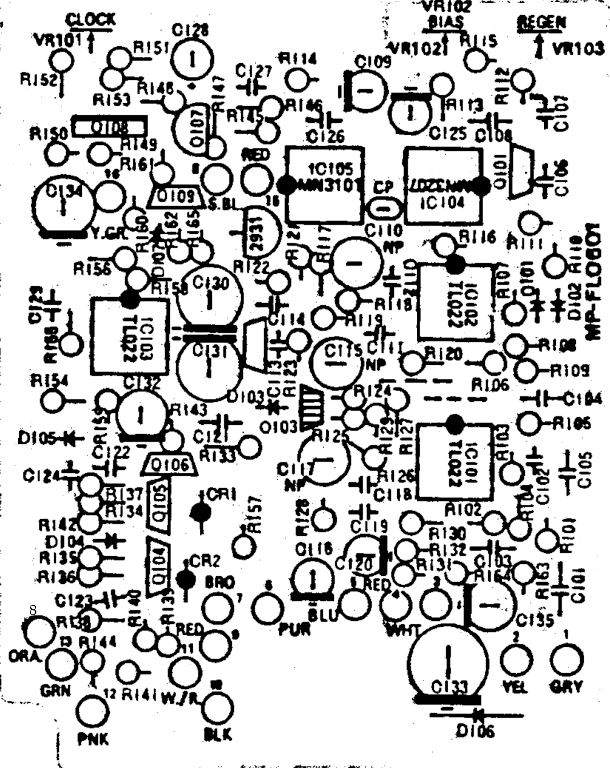 CLOCK
VR102
BIAS
REGEN
VR101
C128
VR102
VR103
R151
R115
R152
R114
C109
C127
R147
R112
R153
R148
R146
R113
C107
R145
C126
C125
C108
R150
Q108
Q107
R149
RED
IC105
MN3101
CP
MN3207
IC104
Q101
C106
R161
8
C134
16
Q109
S.BL
15
Y.GR
R160
R162
R165
2931
C110
NP
R116
R111
R117
R110
R156
D107
R158
C130
R122
R118
IC102
TL022
R107
D101
D102
MP-FL0601
C129
IC103
TL022
C114
R119
C111
R108
C131
C113
R123
C115
NP
R120
R106
R109
R154
C132
D103
R124
C104
R159
R143
Q103
R105
D105
C121
R133
R125
R129
R127
IC101
TL022
R103
C122
C124
Q106
C117
NP
R126
C118
R104
C102
C105
R137
R134
Q105
CR1
R157
R128
R102
R142
D104
C119
R130
R101
R135
Q104
CR2
C116
C120
R132
C103
R136
R131
R164
R163
C101
C123
R140
R139
BRO
RED
R138
7
6
BLU
5
4
3
C135
8
PUR
WHT
ORA
13
R144
RED
9
2
1
GRN
11
C133
YEL
GRY
R141
W./R
12
10
PNK
BLK
D106